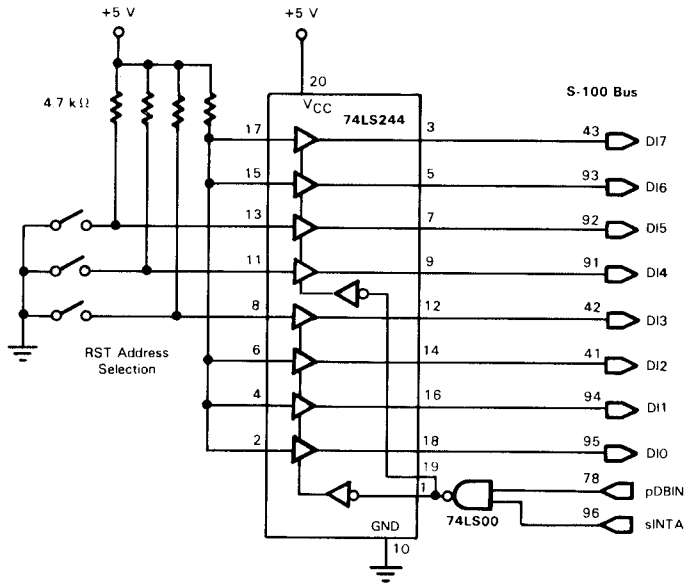 +5 V +5 V
20
4.7 kΩ
VCC
74LS244
S-100 Bus
17 3 43 DI7
15 5 93 DI6
13 7 92 DI5
11 9 91 DI4
8 12 42 DI3
RST Address
Selection
6 14 41 DI2
4 16 94 DI1
2 18 95 DI0
19
1
78 pDBIN
74LS00
96 sINTA
GND
10